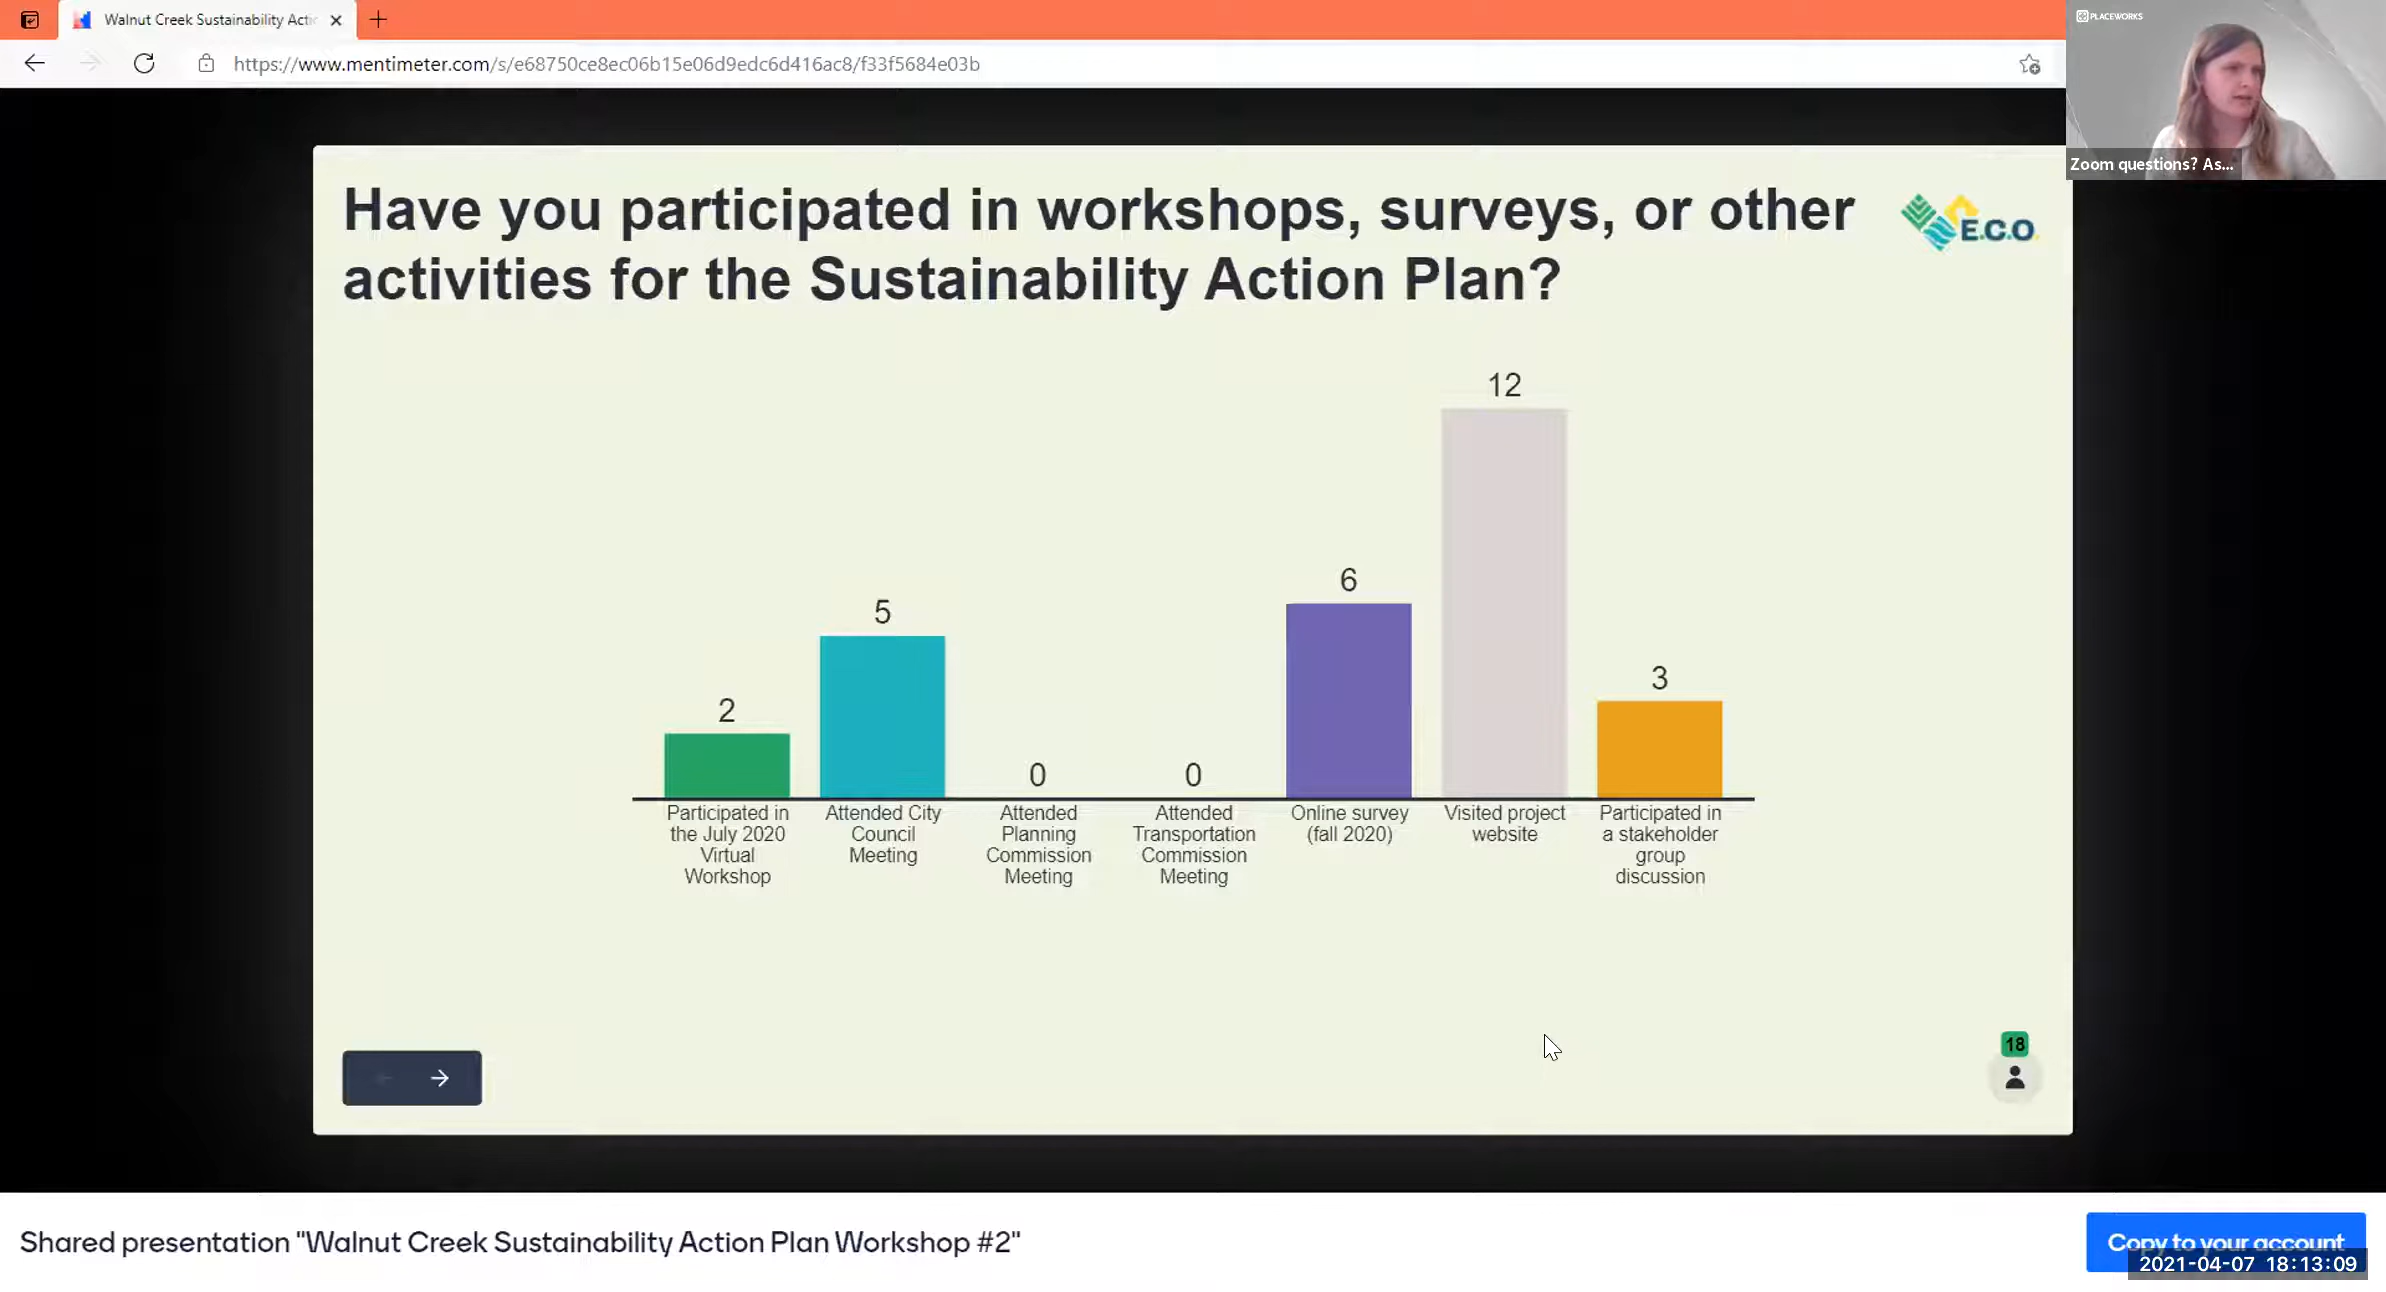 Walnut Creek Sustainability Acti
https://www.mentimeter.com/s/e68750ce8ec06b15e06d9edc6d416ac8/f33f5684e03b
PLACEWORKS
Zoom questions? As...
Have you participated in workshops, surveys, or other
activities for the Sustainability Action Plan?
E.C.O.
2
5
0
0
6
12
3
Participated in
the July 2020
Virtual
Workshop
Attended City
Council
Meeting
Attended
Planning
Commission
Meeting
Attended
Transportation
Commission
Meeting
Online survey
(fall 2020)
Visited project
website
Participated in
a stakeholder
group
discussion
18
Shared presentation "Walnut Creek Sustainability Action Plan Workshop #2"
Copy to your account
2021-04-07 18:13:09